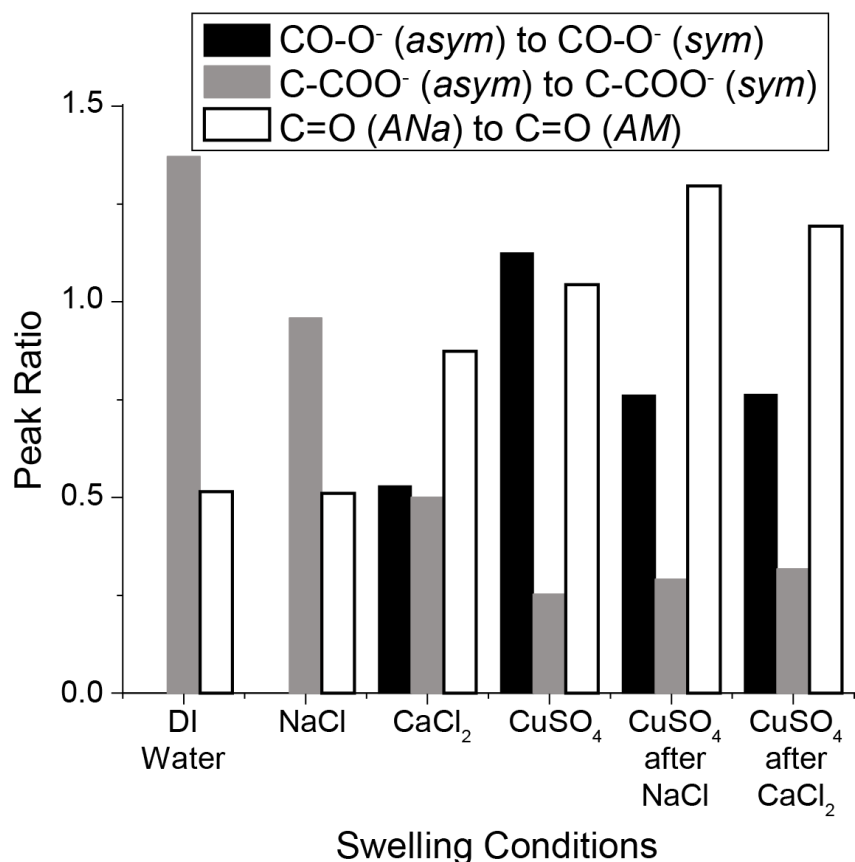 CO-O⁻ (asym) to CO-O⁻ (sym)
C-COO⁻ (asym) to C-COO⁻ (sym)
C=O (ANa) to C=O (AM)
1.5
1.0
0.5
0.0
Peak Ratio
DI Water
NaCl
CaCl₂
CuSO₄
CuSO₄ after NaCl
CuSO₄ after CaCl₂
Swelling Conditions